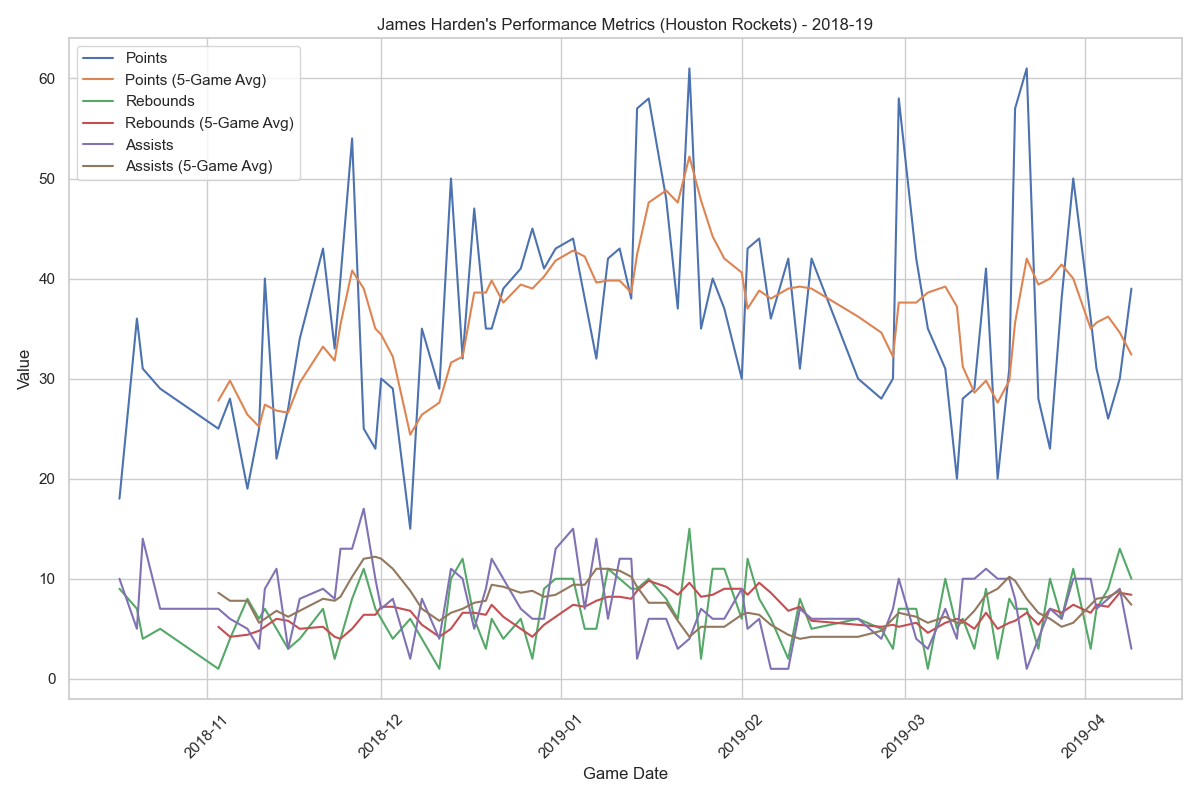 James Harden's Performance Metrics (Houston Rockets) - 2018-19
Points
Points (5-Game Avg)
Rebounds
Rebounds (5-Game Avg)
Assists
Assists (5-Game Avg)
Value
60
50
40
30
20
10
0
2018-11
2018-12
2019-01
2019-02
2019-03
2019-04
Game Date